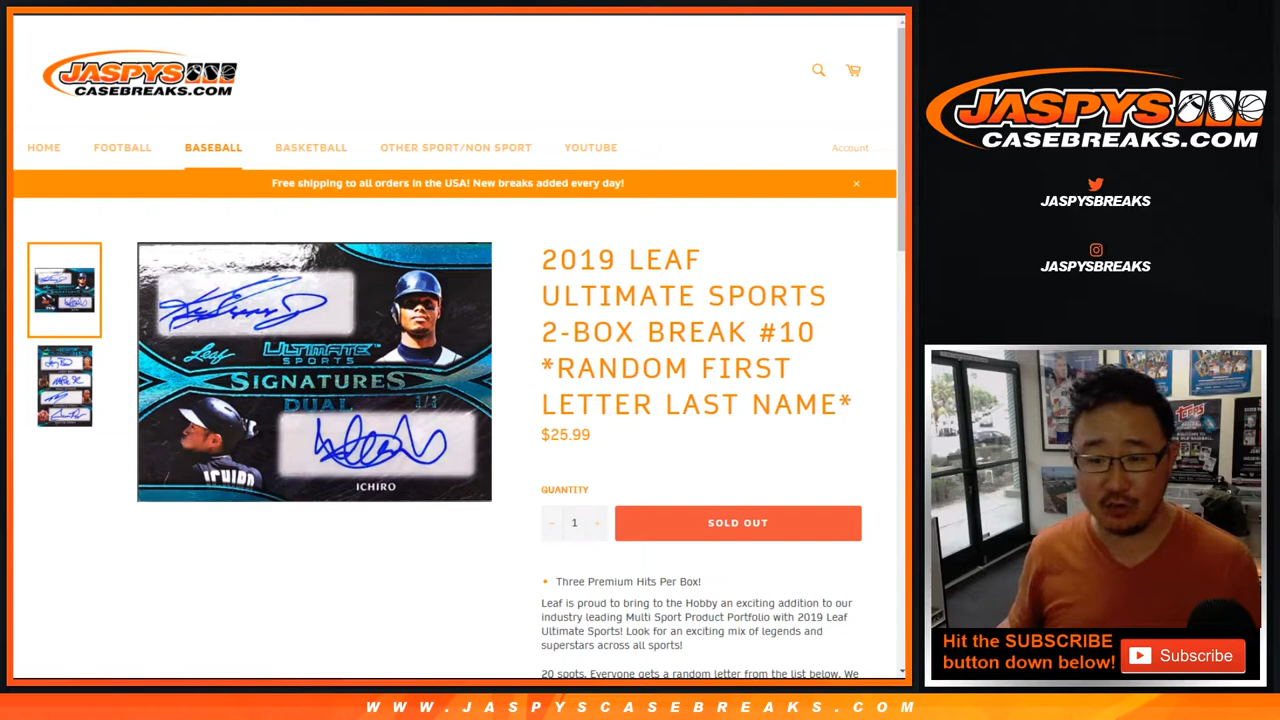 JASPYS
CASEBREAKS.COM
HOME FOOTBALL BASEBALL BASKETBALL OTHER SPORT/NON SPORT YOUTUBE Account
Free shipping to all orders in the USA! New breaks added every day! ×
Leaf ULTIMATE SPORTS
SIGNATURES
DUAL 1/1
ICHIRO
ICHIRO
2019 LEAF
ULTIMATE SPORTS
2-BOX BREAK #10
*RANDOM FIRST
LETTER LAST NAME*
$25.99
QUANTITY
− 1 + SOLD OUT
• Three Premium Hits Per Box!
Leaf is proud to bring to the Hobby an exciting addition to our
industry leading Multi Sport Product Portfolio with 2019 Leaf
Ultimate Sports! Look for an exciting mix of legends and
superstars across all sports!
20 spots. Everyone gets a random letter from the list below. We
JASPYS
CASEBREAKS.COM
JASPYSBREAKS
JASPYSBREAKS
Topps
Hit the SUBSCRIBE
button down below!
Subscribe
WWW.JASPYSCASEBREAKS.COM